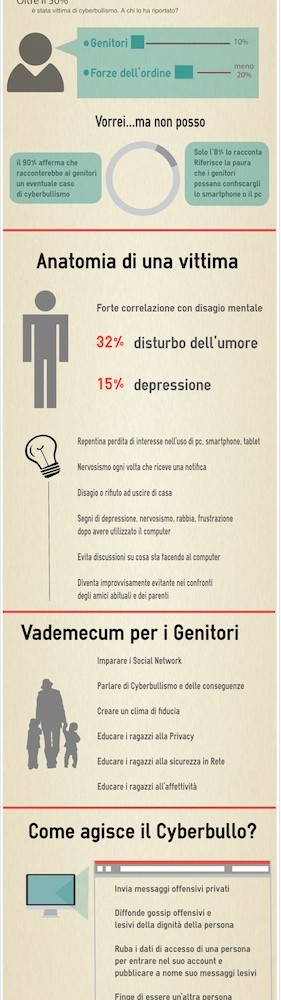 Oltre il 50%
è stata vittima di cyberbullismo. A chi lo ha riportato?
Genitori
10%
Forze dell'ordine
meno
20%
Vorrei...ma non posso
il 90% afferma che
racconterebbe ai genitori
un eventuale caso
di cyberbullismo
Solo l'8% lo racconta
Riferisce la paura
che i genitori
possano confiscargli
lo smartphone o il pc
Anatomia di una vittima
Forte correlazione con disagio mentale
32% disturbo dell'umore
15% depressione
Repentina perdita di interesse nell'uso di pc, smartphone, tablet
Nervosismo ogni volta che riceve una notifica
Disagio o rifiuto ad uscire di casa
Segni di depressione, nervosismo, rabbia, frustrazione
dopo avere utilizzato il computer
Evita discussioni su cosa sta facendo al computer
Diventa improvvisamente evitante nei confronti
degli amici abituali e dei parenti
Vademecum per i Genitori
Imparare i Social Network
Parlare di Cyberbullismo e delle conseguenze
Creare un clima di fiducia
Educare i ragazzi alla Privacy
Educare i ragazzi alla sicurezza in Rete
Educare i ragazzi all'affettività
Come agisce il Cyberbullo?
Invia messaggi offensivi privati
Diffonde gossip offensivi e
lesivi della dignità della persona
Ruba i dati di accesso di una persona
per entrare nel suo account e
pubblicare a nome suo messaggi lesivi
Finge di essere un'altra persona